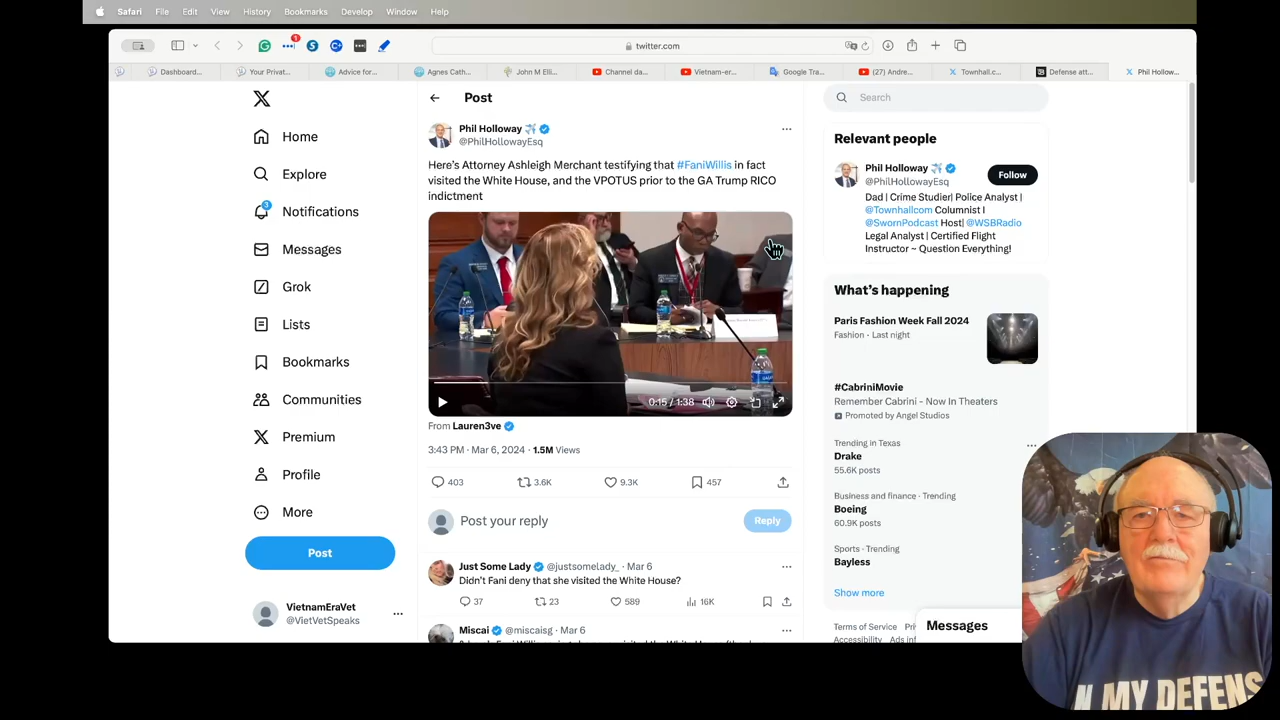 Safari File Edit View History Bookmarks Develop Window Help
twitter.com
Dashboard... Your Privat... Advice for... Agnes Cath... John M Elli... Channel da... Vietnam-er... Google Tra... (27) Andre... Townhall.c... Defense att... Phil Hollow...
Home
Explore
3
Notifications
Messages
Grok
Lists
Bookmarks
Communities
Premium
Profile
More
Post
VietnamEraVet
@VietVetSpeaks
Post
Phil Holloway
@PhilHollowayEsq
Here's Attorney Ashleigh Merchant testifying that #FaniWillis in fact
visited the White House, and the VPOTUS prior to the GA Trump RICO
indictment
0:15 / 1:38
From Lauren3ve
3:43 PM · Mar 6, 2024 · 1.5M Views
403 3.6K 9.3K 457
Post your reply
Reply
Just Some Lady @justsomelady_ · Mar 6
Didn't Fani deny that she visited the White House?
37 23 589 16K
Miscai @miscaisg · Mar 6
Search
Relevant people
Phil Holloway
@PhilHollowayEsq
Follow
Dad | Crime Studier| Police Analyst |
@Townhallcom Columnist I
@SwornPodcast Host| @WSBRadio
Legal Analyst | Certified Flight
Instructor ~ Question Everything!
What's happening
Paris Fashion Week Fall 2024
Fashion · Last night
#CabriniMovie
Remember Cabrini - Now In Theaters
Promoted by Angel Studios
Trending in Texas
Drake
55.6K posts
Business and finance · Trending
Boeing
60.9K posts
Sports · Trending
Bayless
Show more
Terms of Service
Accessibility Ads
Messages
N MY DEFENS